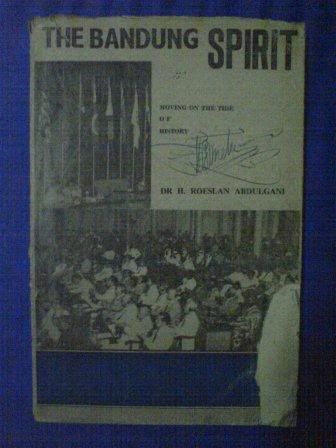 THE BANDUNG SPIRIT
MOVING ON THE TIDE
OF
HISTORY
DR H. ROESLAN ABDULGANI